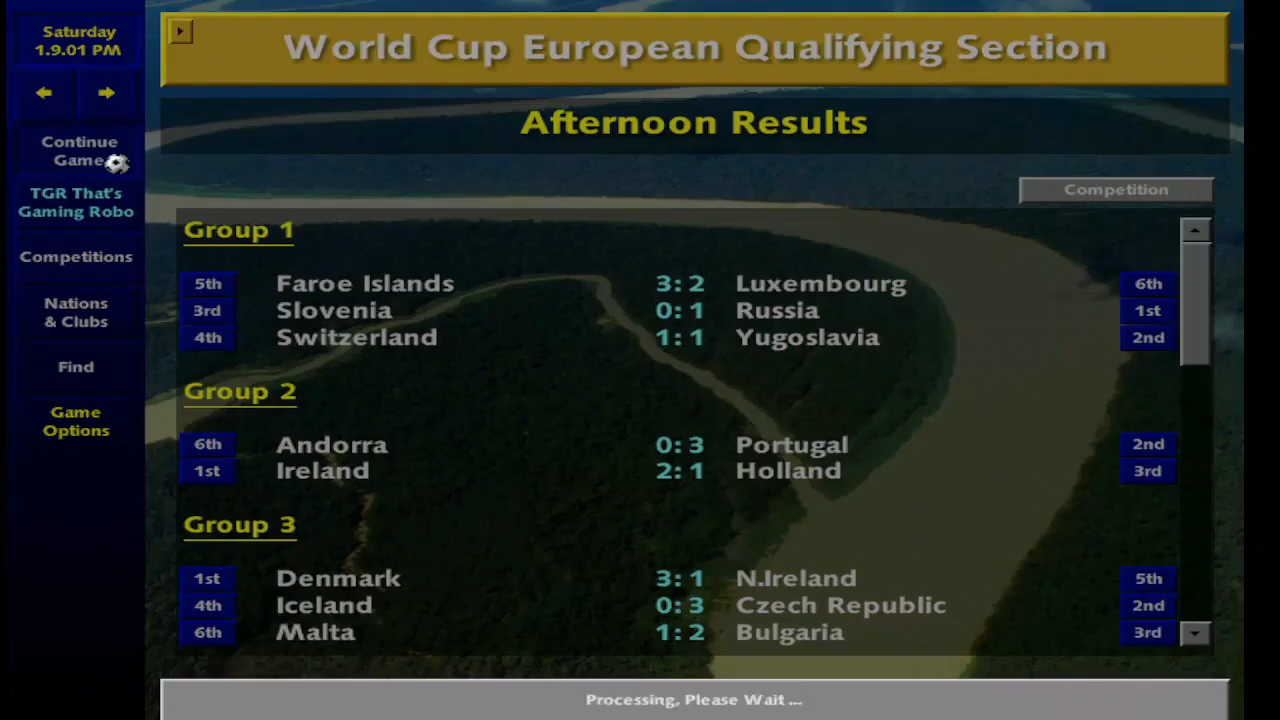 Saturday
1.9.01 PM
Continue
Game
TGR That's
Gaming Robo
Competitions
Nations
& Clubs
Find
Game
Options
World Cup European Qualifying Section
Afternoon Results
Competition
Group 1
5th Faroe Islands 3:2 Luxembourg 6th
3rd Slovenia 0:1 Russia 1st
4th Switzerland 1:1 Yugoslavia 2nd
Group 2
6th Andorra 0:3 Portugal 2nd
1st Ireland 2:1 Holland 3rd
Group 3
1st Denmark 3:1 N.Ireland 5th
4th Iceland 0:3 Czech Republic 2nd
6th Malta 1:2 Bulgaria 3rd
Processing, Please Wait ...